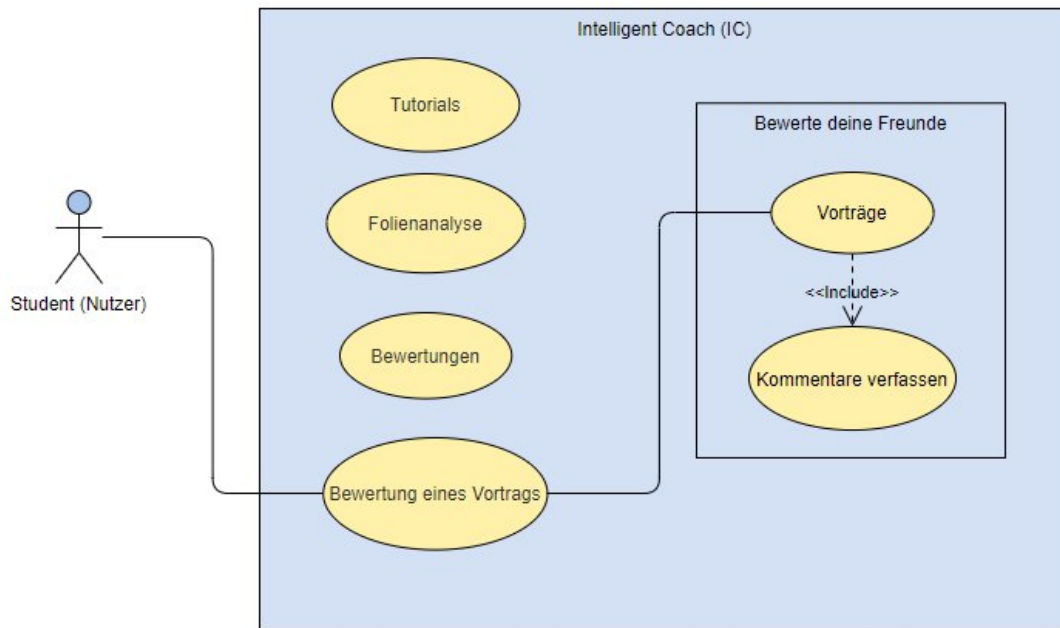 Intelligent Coach (IC)
Tutorials
Bewerte deine Freunde
Vorträge
Folienanalyse
<<Include>>
Student (Nutzer)
Bewertungen
Kommentare verfassen
Bewertung eines Vortrags